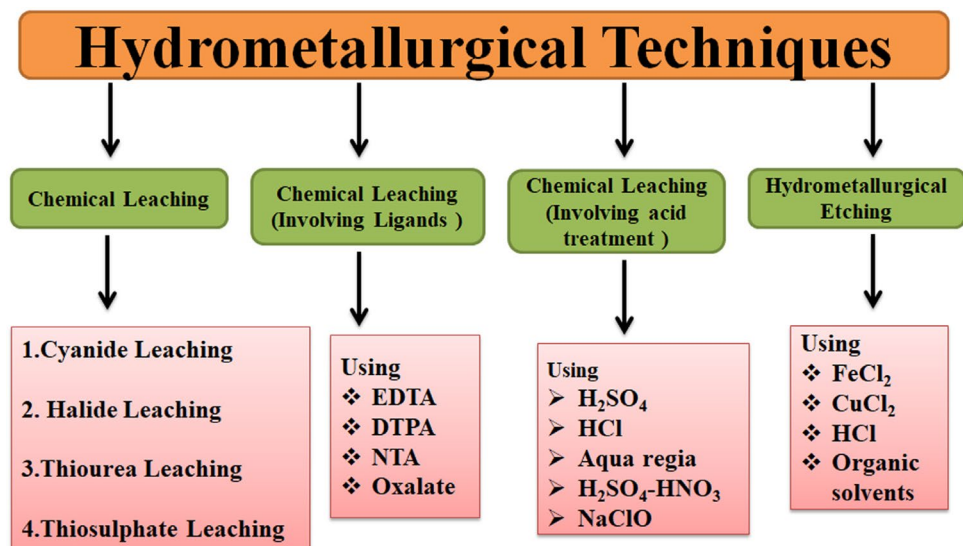 Hydrometallurgical Techniques
Chemical Leaching
Chemical Leaching
(Involving Ligands )
Chemical Leaching
(Involving acid
treatment )
Hydrometallurgical
Etching
1.Cyanide Leaching
2. Halide Leaching
3.Thiourea Leaching
4.Thiosulphate Leaching
Using
❖ EDTA
❖ DTPA
❖ NTA
❖ Oxalate
Using
➢ H₂SO₄
➢ HCl
➢ Aqua regia
➢ H₂SO₄-HNO₃
➢ NaClO
Using
❖ FeCl₂
❖ CuCl₂
❖ HCl
❖ Organic
solvents